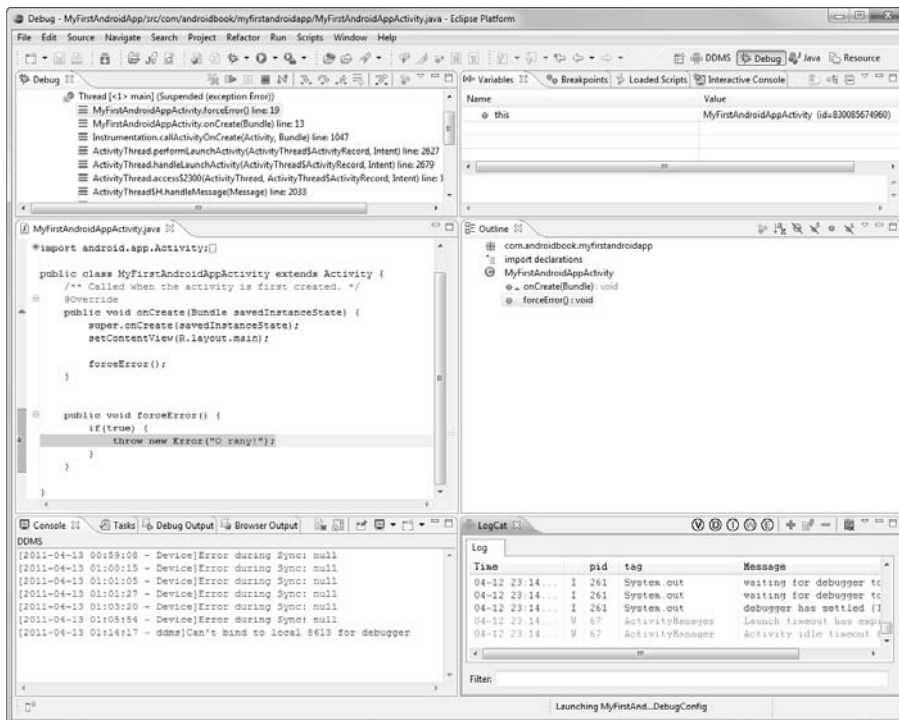 Debug - MyFirstAndroidApp/src/com/androidbook/myfirstandroidapp/MyFirstAndroidAppActivity.java - Eclipse Platform
File Edit Source Navigate Search Project Refactor Run Scripts Window Help
DDMS Debug Java Resource
Debug
Thread [<1> main] (Suspended (exception Error))
MyFirstAndroidAppActivity.forceError() line: 19
MyFirstAndroidAppActivity.onCreate(Bundle) line: 13
Instrumentation.callActivityOnCreate(Activity, Bundle) line: 1047
ActivityThread.performLaunchActivity(ActivityThread$ActivityRecord, Intent) line: 2627
ActivityThread.handleLaunchActivity(ActivityThread$ActivityRecord, Intent) line: 2679
ActivityThread.access$2300(ActivityThread, ActivityThread$ActivityRecord, Intent) line: 1
ActivityThread$H.handleMessage(Message) line: 2033
(x)= Variables Breakpoints Loaded Scripts Interactive Console
Name Value
this MyFirstAndroidAppActivity (id=830085674960)
MyFirstAndroidAppActivity.java
import android.app.Activity;
public class MyFirstAndroidAppActivity extends Activity {
/** Called when the activity is first created. */
@Override
public void onCreate(Bundle savedInstanceState) {
super.onCreate(savedInstanceState);
setContentView(R.layout.main);
forceError();
}
public void forceError() {
if(true) {
throw new Error("O rany!");
}
}
}
Outline
com.androidbook.myfirstandroidapp
import declarations
MyFirstAndroidAppActivity
onCreate(Bundle) : void
forceError() : void
Console Tasks Debug Output Browser Output
DDMS
[2011-04-13 00:59:08 - Device]Error during Sync: null
[2011-04-13 01:00:15 - Device]Error during Sync: null
[2011-04-13 01:01:05 - Device]Error during Sync: null
[2011-04-13 01:01:27 - Device]Error during Sync: null
[2011-04-13 01:03:20 - Device]Error during Sync: null
[2011-04-13 01:05:54 - Device]Error during Sync: null
[2011-04-13 01:14:17 - ddms]Can't bind to local 8613 for debugger
LogCat V D I W E
Log
Time pid tag Message
04-12 23:14... I 261 System.out waiting for debugger to
04-12 23:14... I 261 System.out waiting for debugger to
04-12 23:14... I 261 System.out debugger has settled (1
04-12 23:14... W 67 ActivityManager Launch timeout has expi
04-12 23:14... W 67 ActivityManager Activity idle timeout
Filter:
Launching MyFirstAnd...DebugConfig